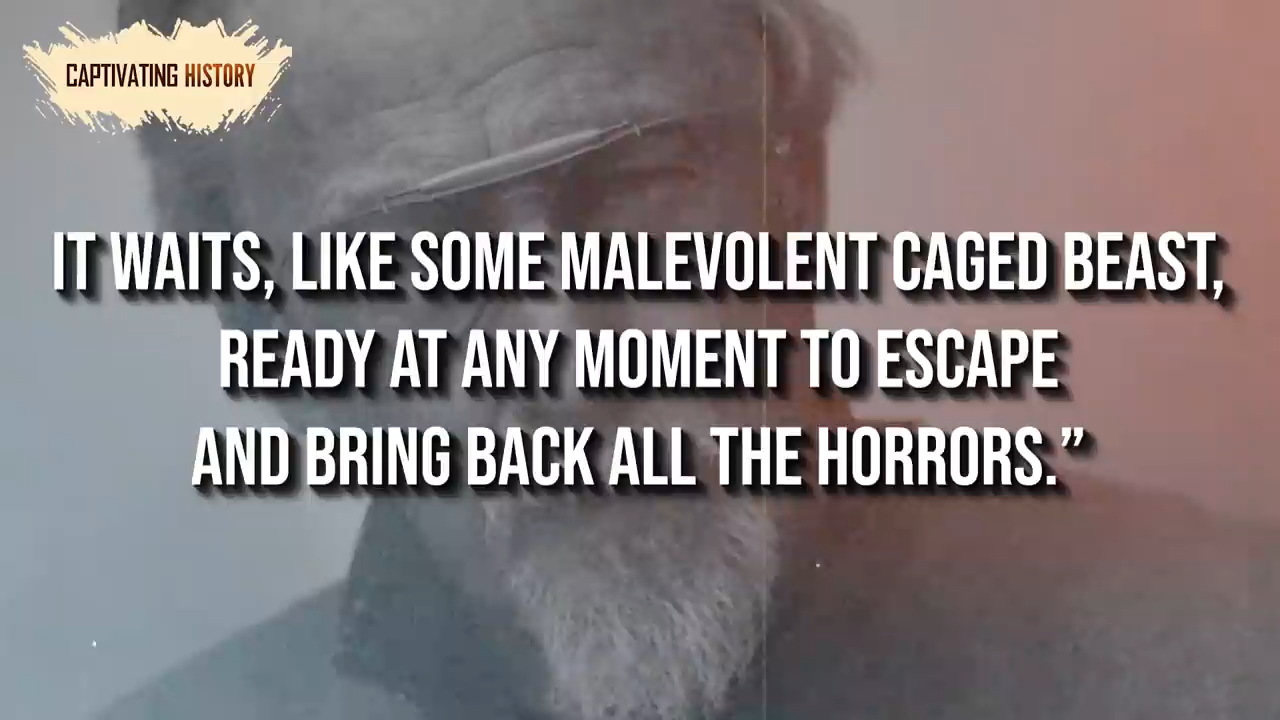 CAPTIVATING HISTORY
IT WAITS, LIKE SOME MALEVOLENT CAGED BEAST,
READY AT ANY MOMENT TO ESCAPE
AND BRING BACK ALL THE HORRORS.”